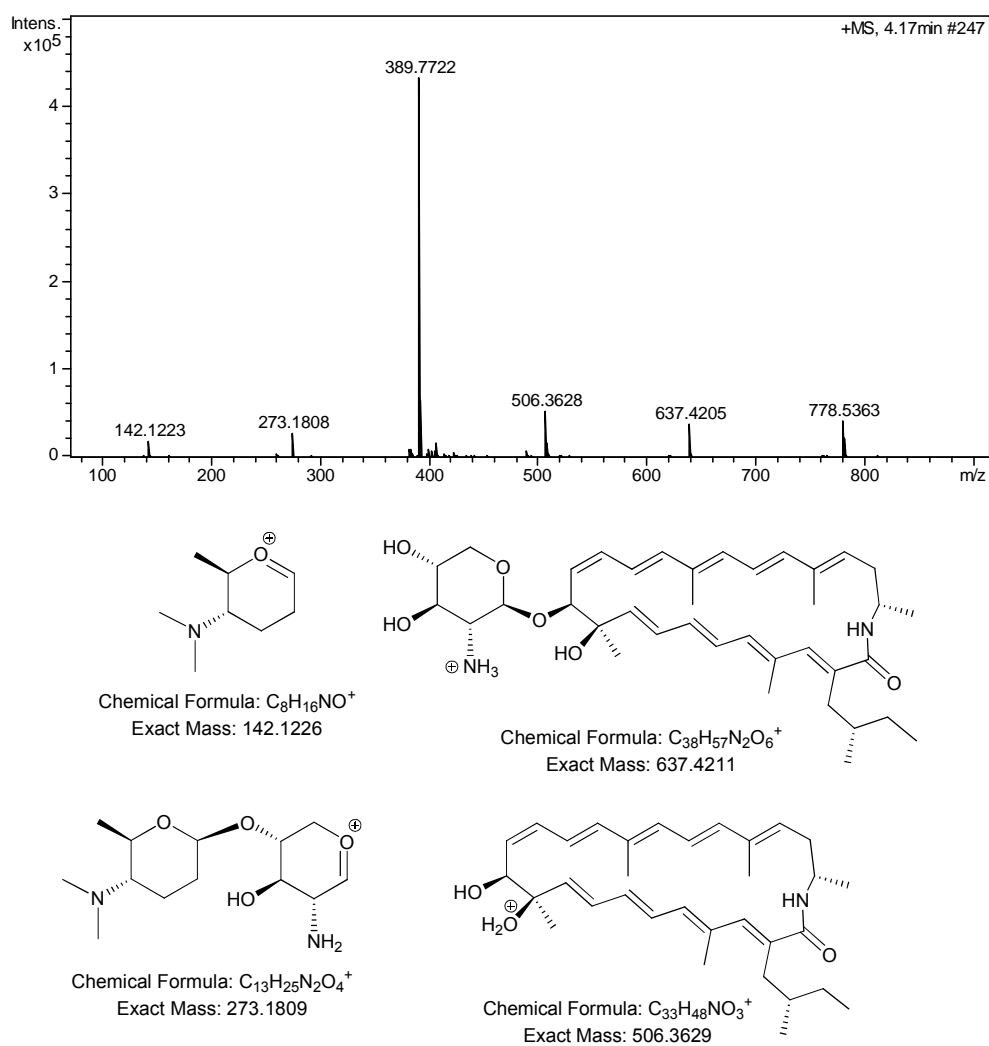 Intens.
x10⁵
+MS, 4.17min #247
389.7722
4
3
2
1
0
142.1223
273.1808
506.3628
637.4205
778.5363
100
200
300
400
500
600
700
800
m/z
⊕
O
N
Chemical Formula: C₈H₁₆NO⁺
Exact Mass: 142.1226
HO
O
HO
O
⊕ NH₃
HO
HN
O
Chemical Formula: C₃₈H₅₇N₂O₆⁺
Exact Mass: 637.4211
O
O
⊕
O
N
HO
NH₂
Chemical Formula: C₁₃H₂₅N₂O₄⁺
Exact Mass: 273.1809
HO
⊕
H₂O
HN
O
Chemical Formula: C₃₃H₄₈NO₃⁺
Exact Mass: 506.3629